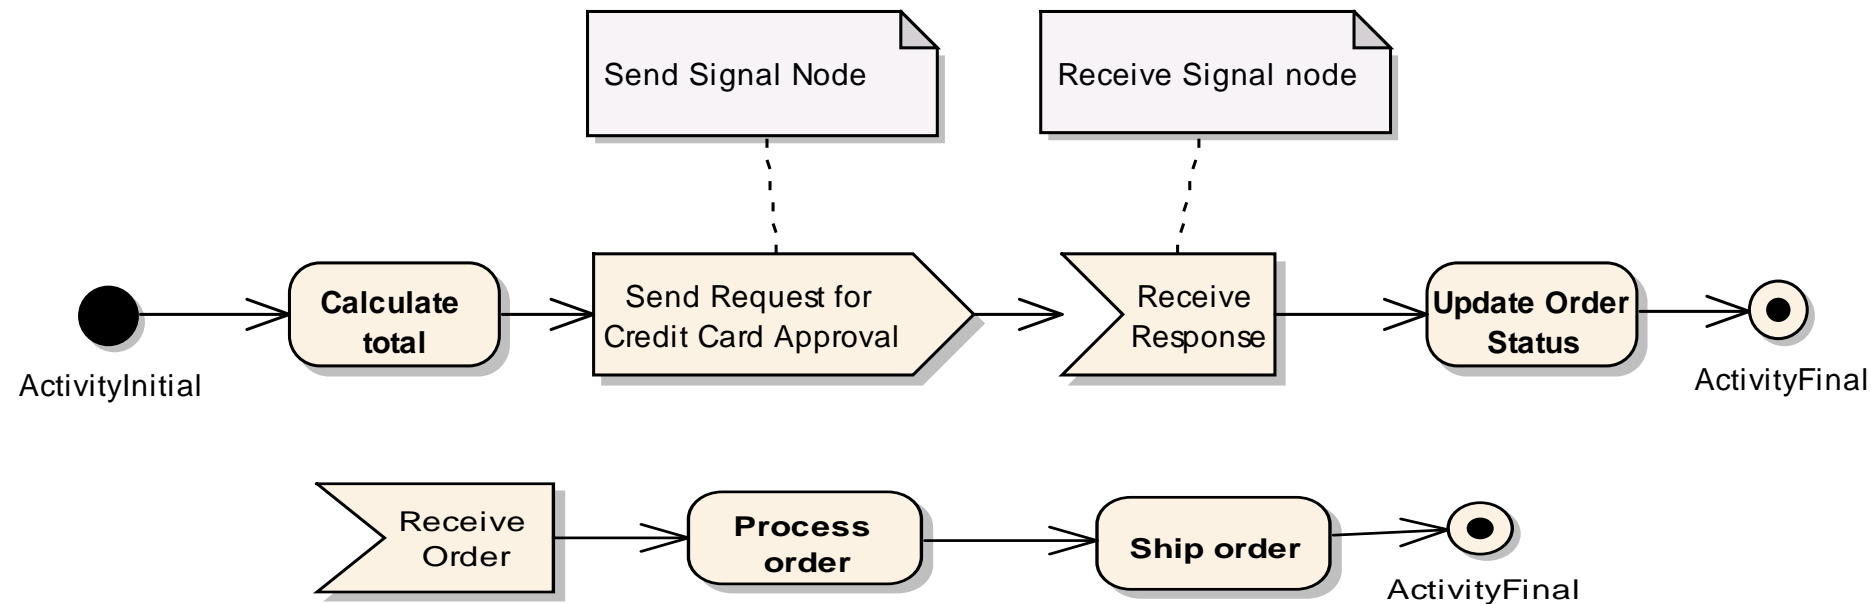 Send Signal Node
Receive Signal node
Calculate
total
Send Request for
Credit Card Approval
Receive
Response
Update Order
Status
ActivityInitial
ActivityFinal
Receive
Order
Process
order
Ship order
ActivityFinal